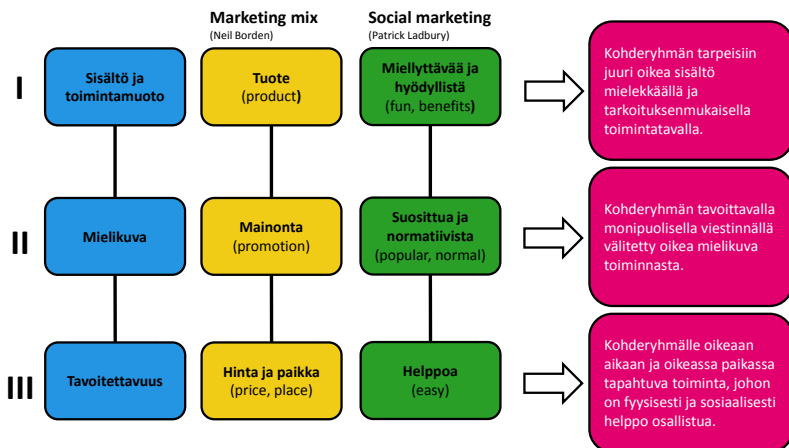 Marketing mix
(Neil Borden)
Social marketing
(Patrick Ladbury)
I
Sisältö ja
toimintamuoto
Tuote
(product)
Miellyttävää ja
hyödyllistä
(fun, benefits)
Kohderyhmän tarpeisiin
juuri oikea sisältö
mielekkäällä ja
tarkoituksenmukaisella
toimintatavalla.
II
Mielikuva
Mainonta
(promotion)
Suosittua ja
normatiivista
(popular, normal)
Kohderyhmän tavoittavalla
monipuolisella viestinnällä
välitetty oikea mielikuva
toiminnasta.
III
Tavoitettavuus
Hinta ja paikka
(price, place)
Helppoa
(easy)
Kohderyhmälle oikeaan
aikaan ja oikeassa paikassa
tapahtuva toiminta, johon
on fyysisesti ja sosiaalisesti
helppo osallistua.